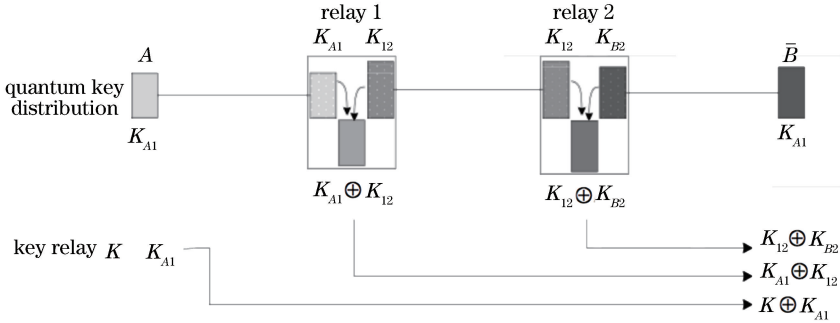 relay 1 relay 2
K_{A1} K_{12} K_{12} K_{B2}
A B̄
quantum key
distribution
K_{A1} K_{A1}
K_{A1}⊕K_{12} K_{12}⊕K_{B2}
key relay K K_{A1}
K_{12}⊕K_{B2}
K_{A1}⊕K_{12}
K⊕K_{A1}